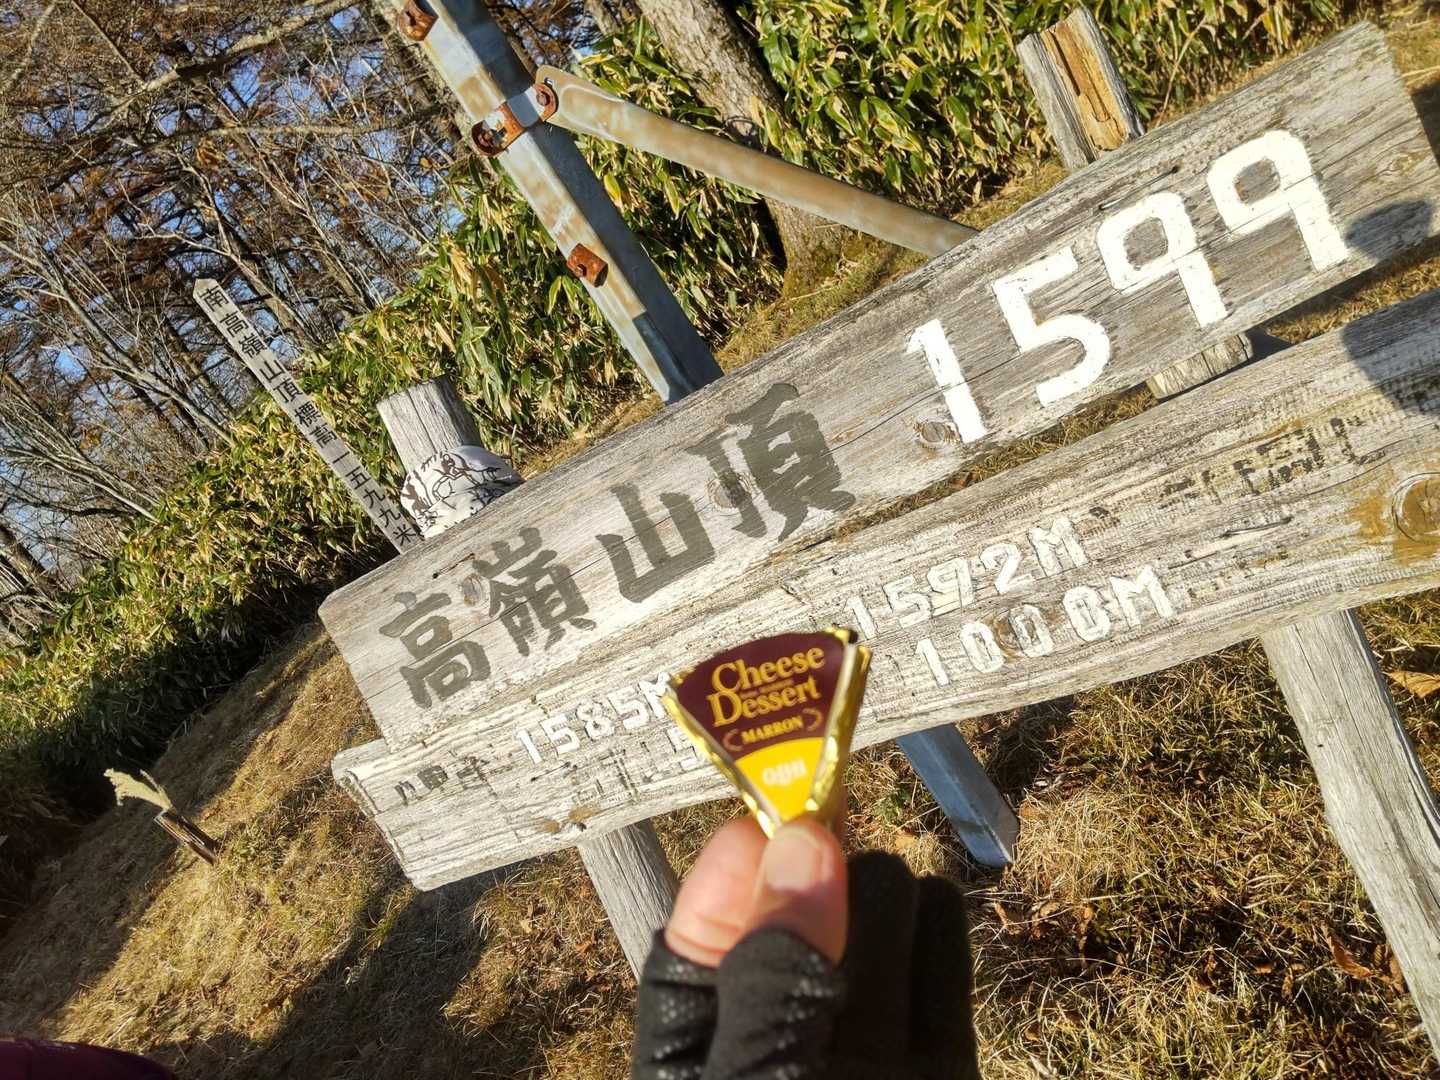 南高嶺山頂標高一五九九米
高嶺山頂 1599
1585M
1592M
1000M
Cheese
Dessert
MARRON
QBB